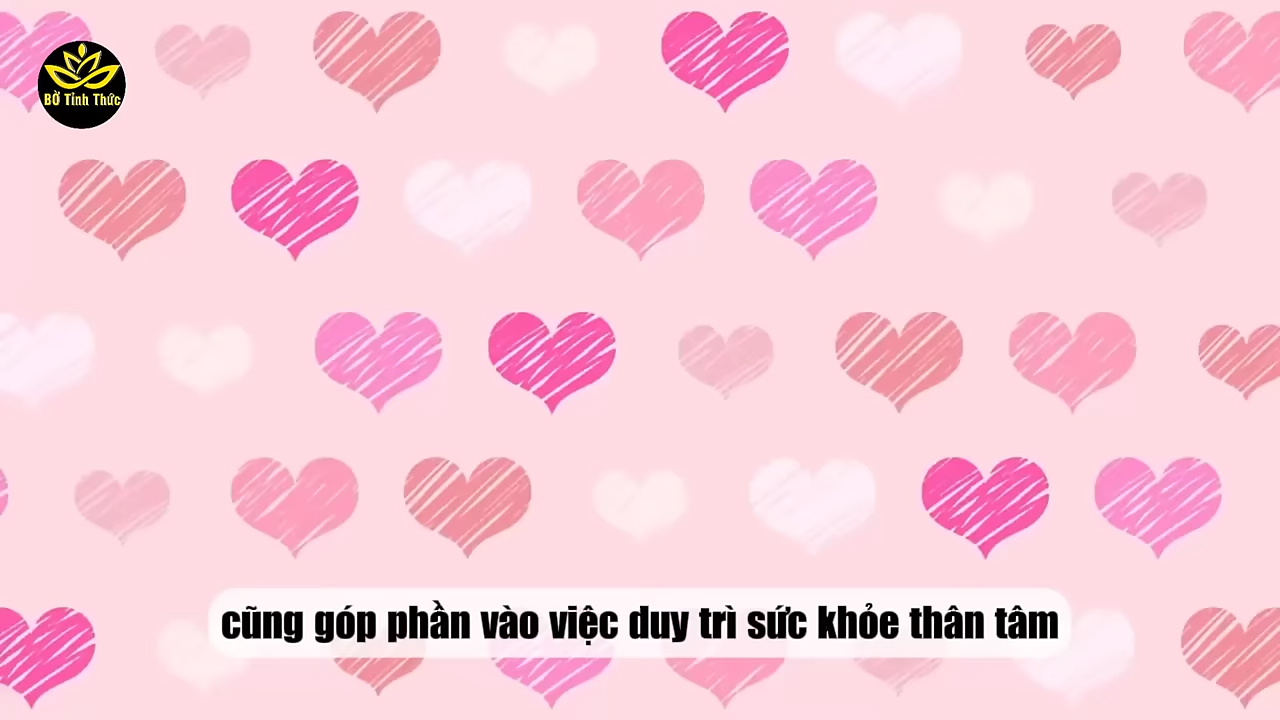 BỜ Tỉnh Thức
cũng góp phần vào việc duy trì sức khỏe thân tâm